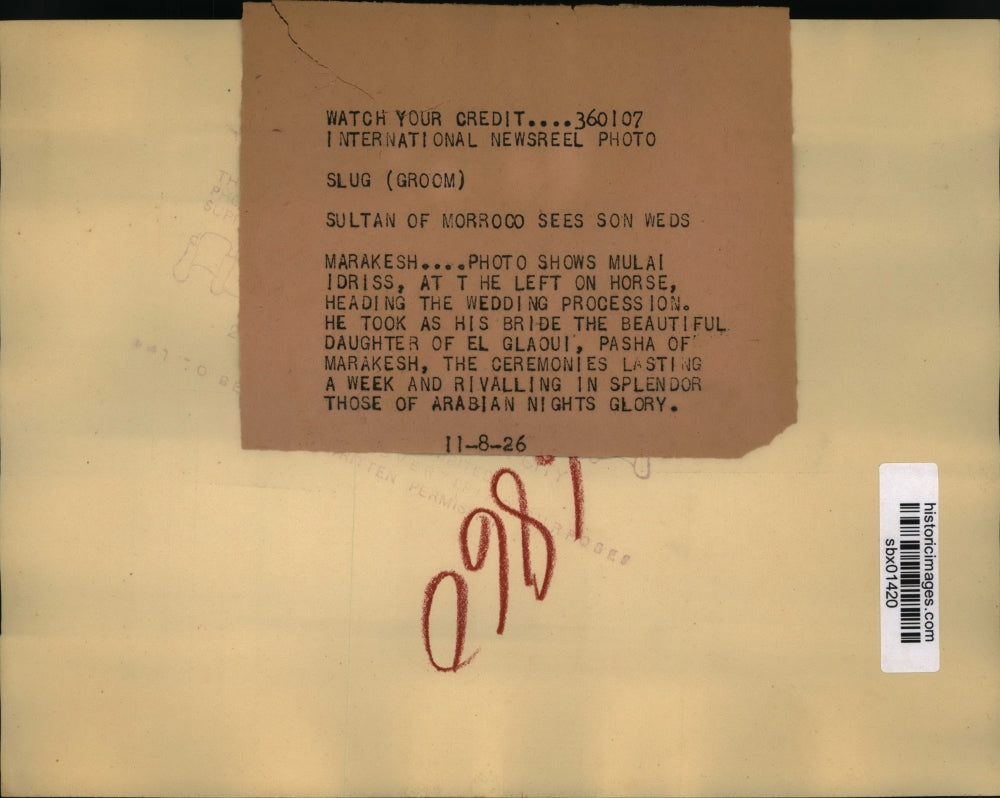 WATCH YOUR CREDIT....360107
INTERNATIONAL NEWSREEL PHOTO
SLUG (GROOM)
SULTAN OF MORROCO SEES SON WEDS
MARAKESH....PHOTO SHOWS MULAI
IDRISS, AT T HE LEFT ON HORSE,
HEADING THE WEDDING PROCESSION.
HE TOOK AS HIS BRIDE THE BEAUTIFUL
DAUGHTER OF EL GLAOUI, PASHA OF
MARAKESH, THE CEREMONIES LASTING
A WEEK AND RIVALLING IN SPLENDOR
THOSE OF ARABIAN NIGHTS GLORY.
11-8-26
historicimages.com
sbx01420